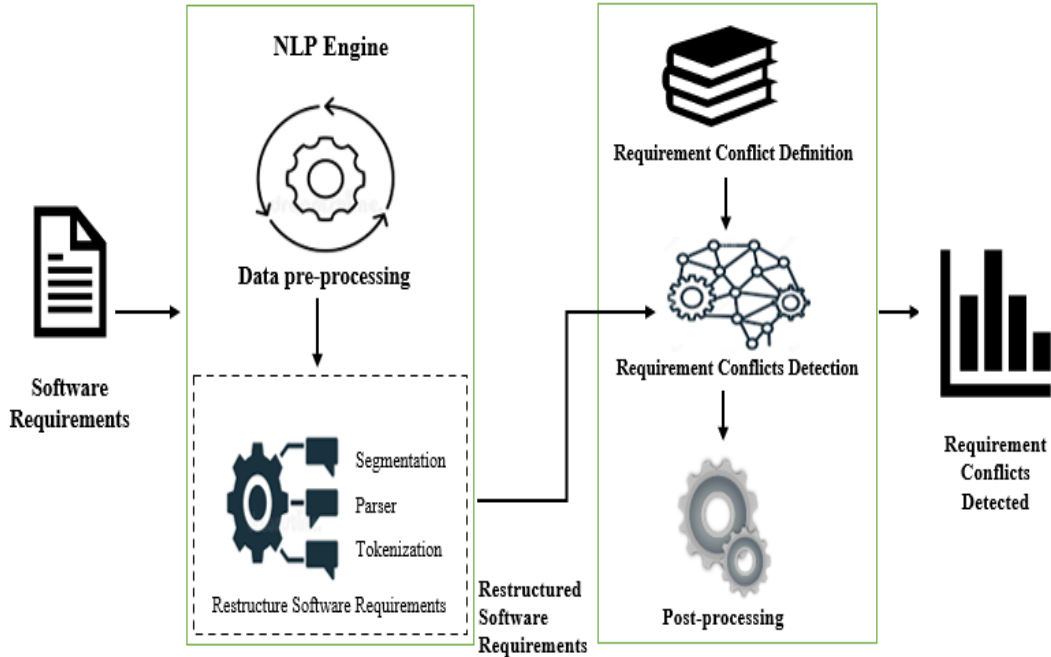 NLP Engine
Data pre-processing
Segmentation
Parser
Tokenization
Restructure Software Requirements
Software
Requirements
Restructured
Software
Requirements
Requirement Conflict Definition
Requirement Conflicts Detection
Post-processing
Requirement
Conflicts
Detected